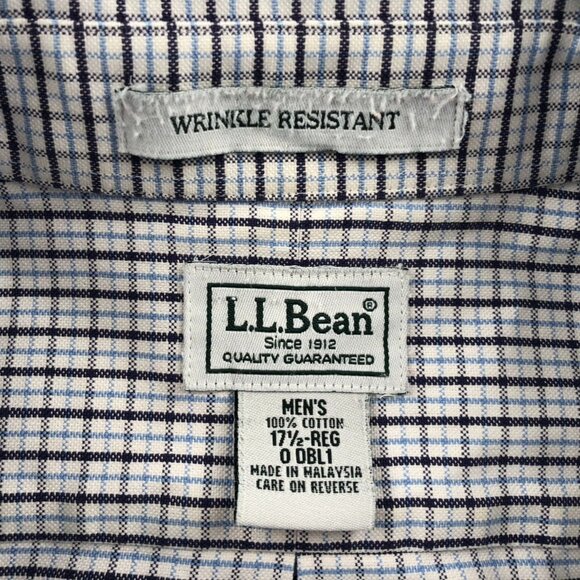 WRINKLE RESISTANT
L.L.Bean®
Since 1912
QUALITY GUARANTEED
MEN'S
100% COTTON
17½-REG
0 DBL1
MADE IN MALAYSIA
CARE ON REVERSE